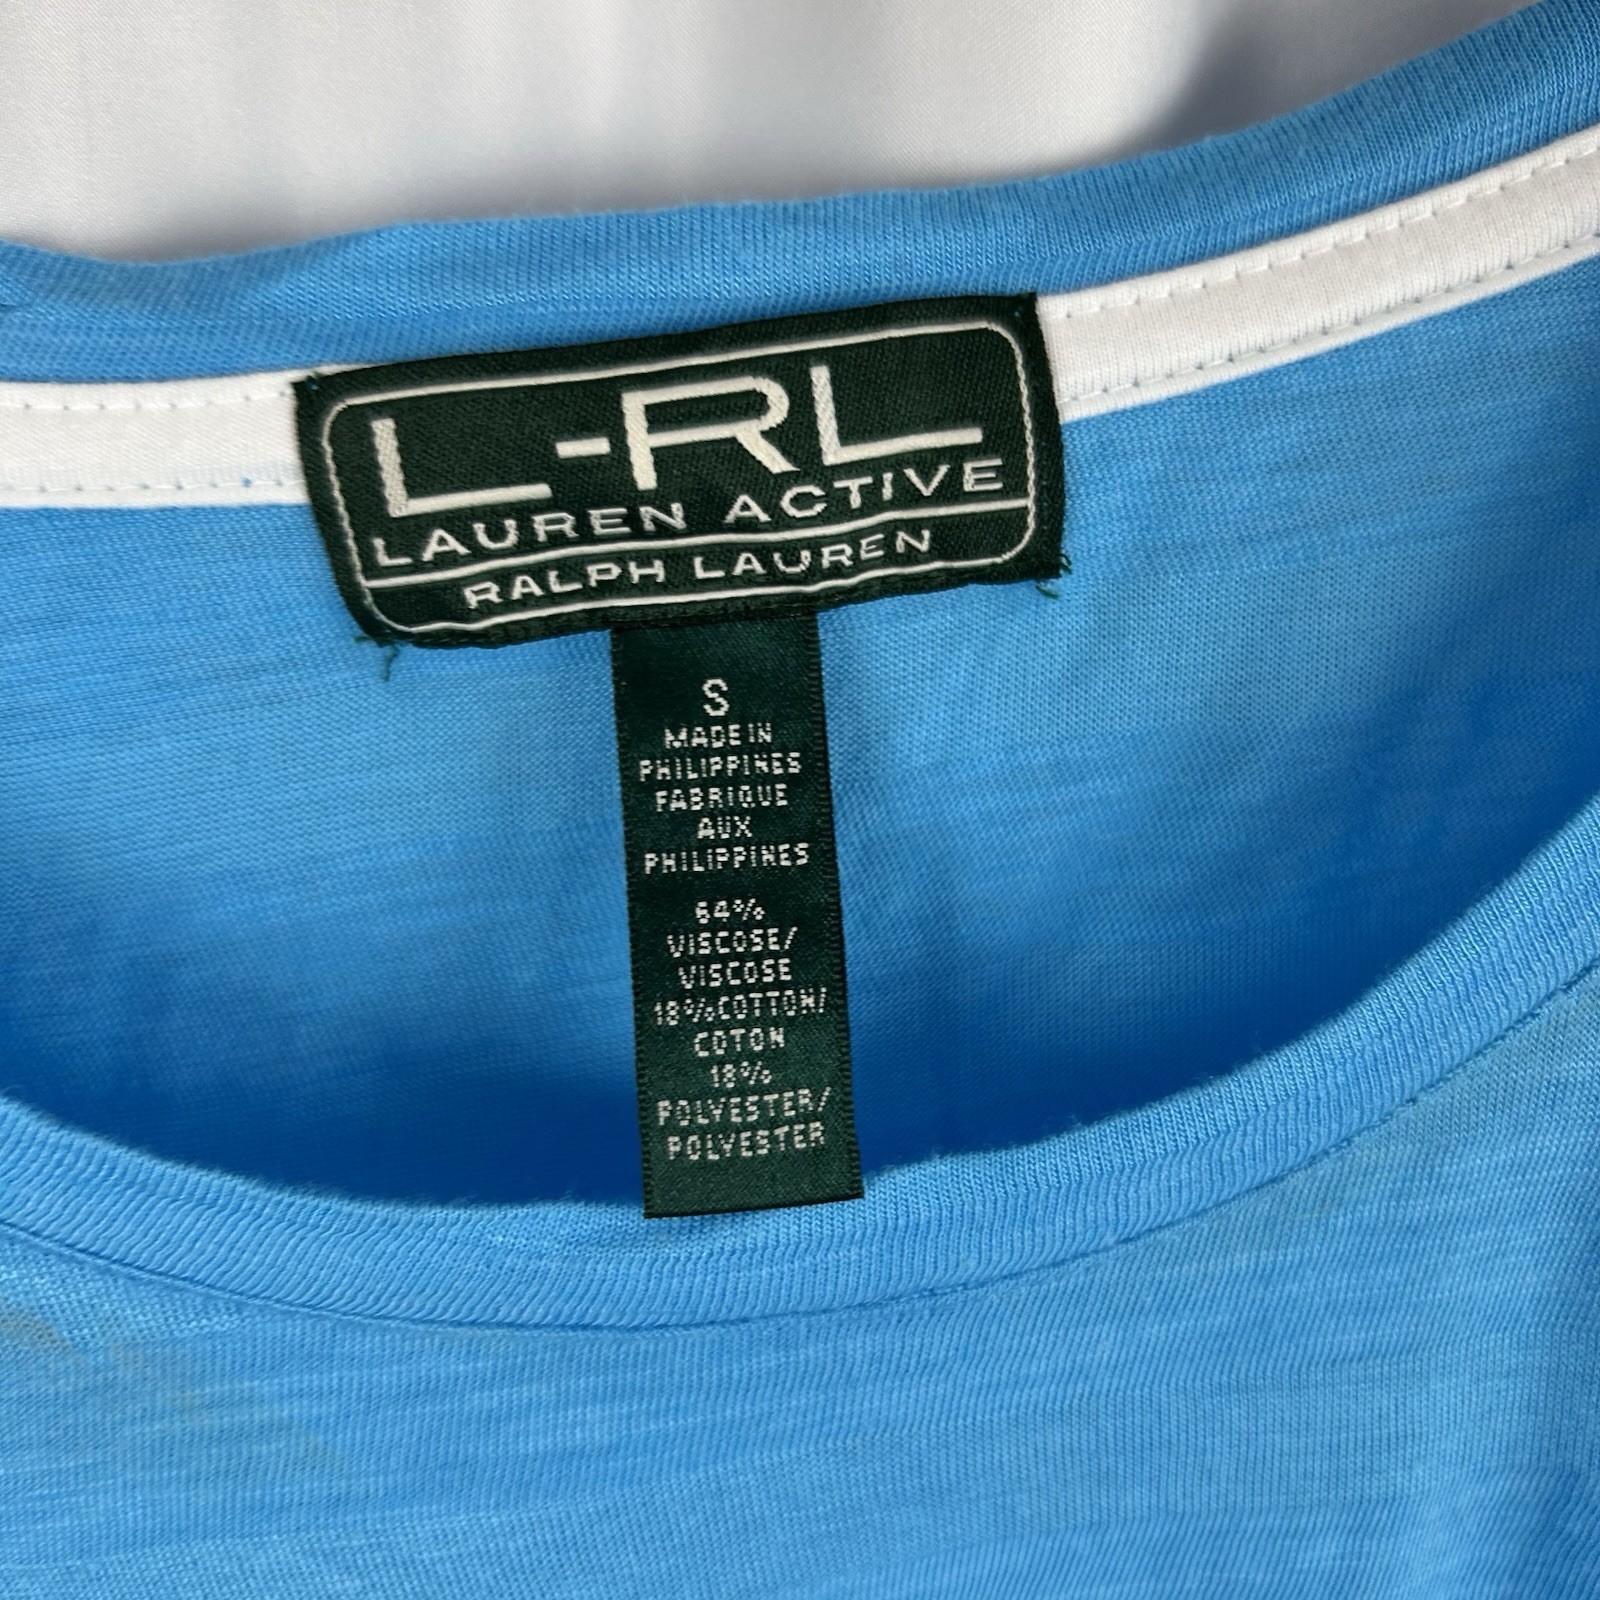 L-RL
LAUREN ACTIVE
RALPH LAUREN
S
MADE IN
PHILIPPINES
FABRIQUE
AUX
PHILIPPINES
64%
VISCOSE/
VISCOSE
18%COTTON/
COTON
18%
POLYESTER/
POLYESTER